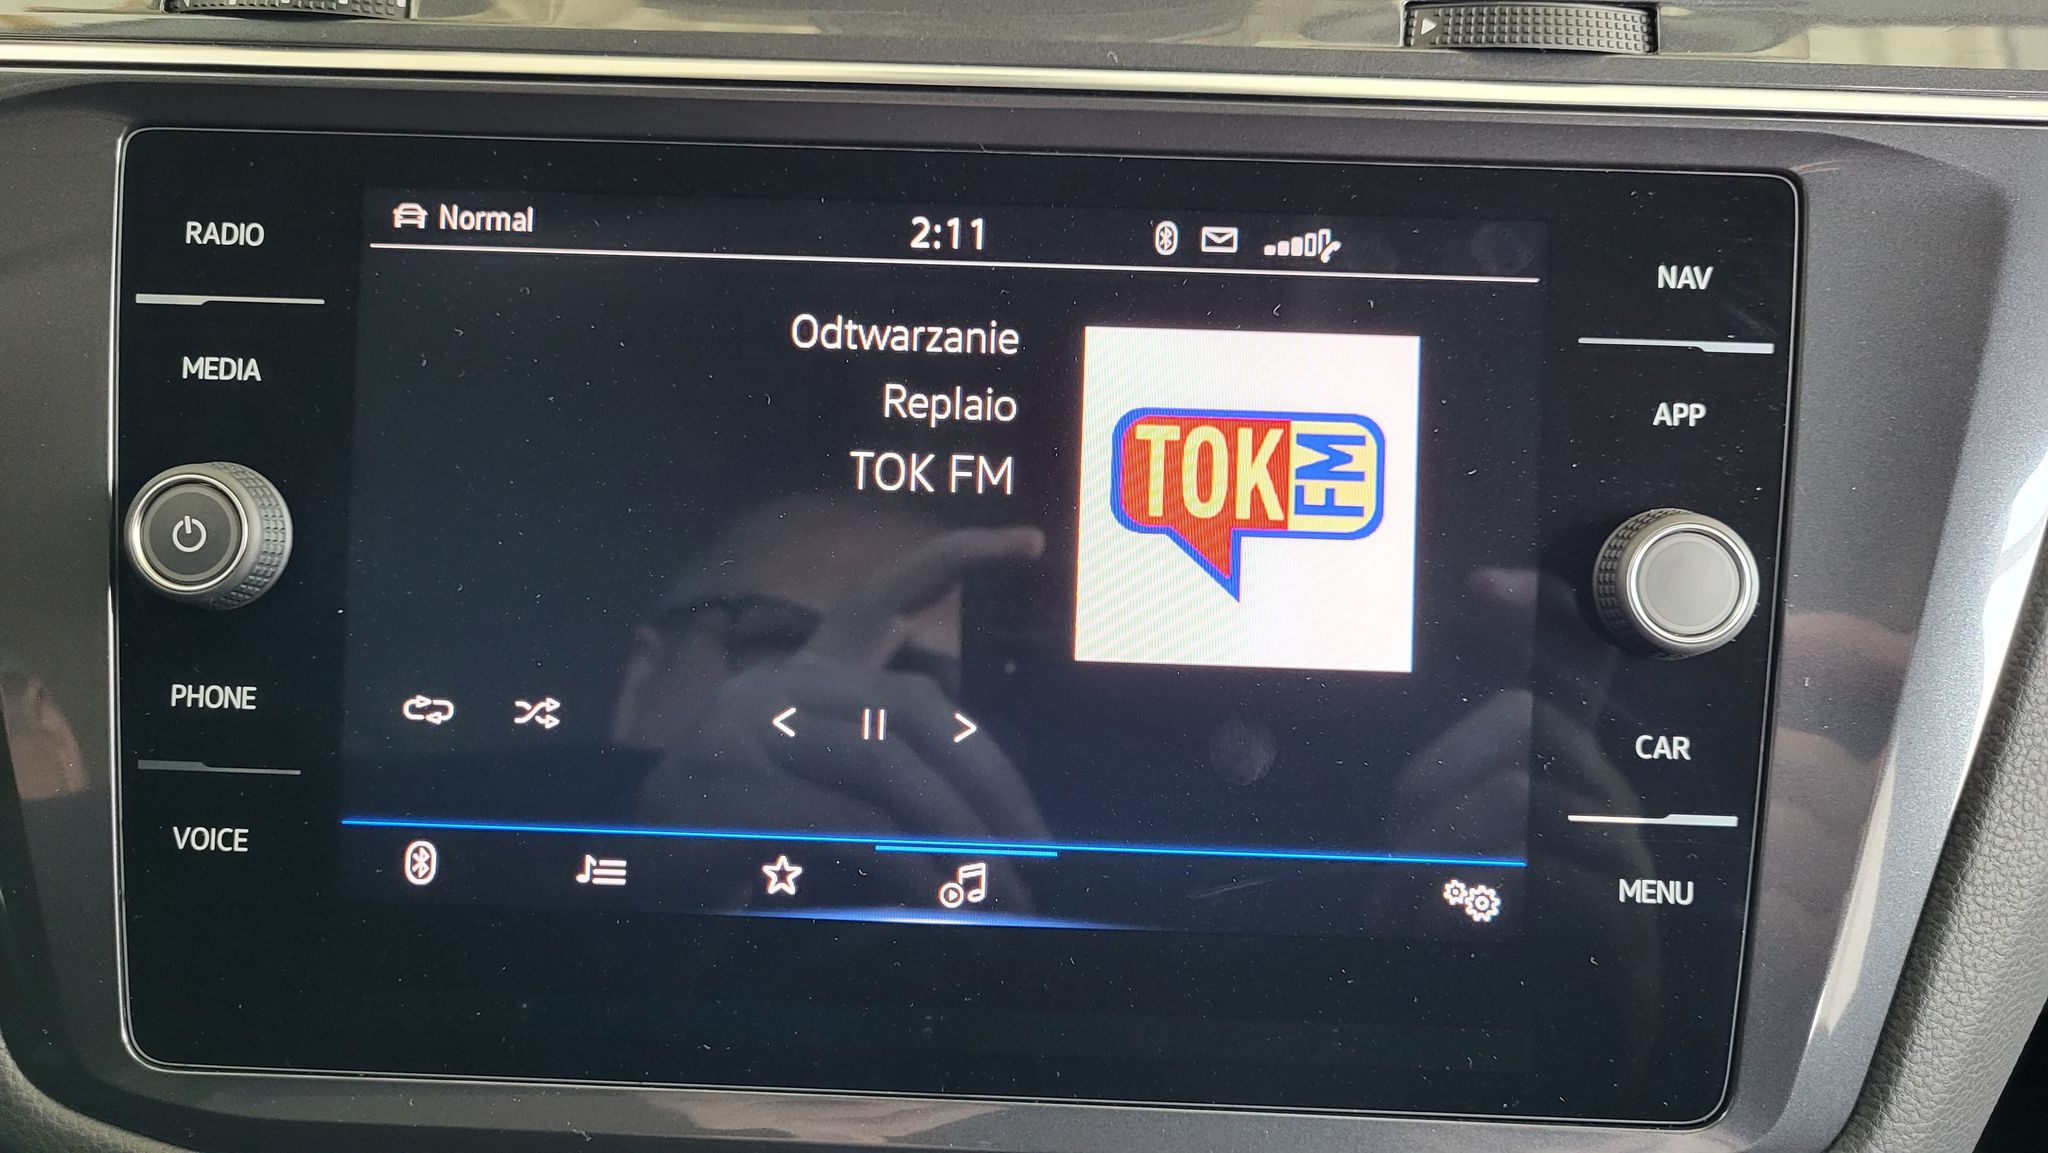 RADIO
MEDIA
PHONE
VOICE
Normal
2:11
Odtwarzanie
Replaio
TOK FM
TOK FM
NAV
APP
CAR
MENU